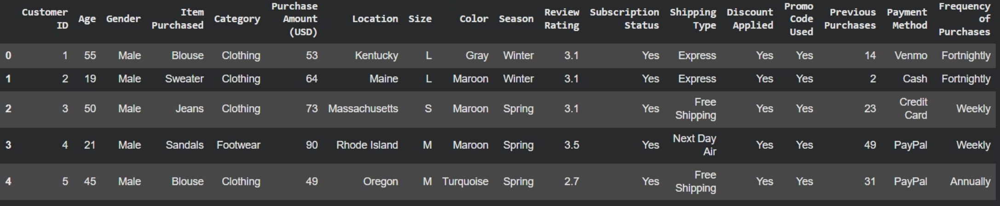 Customer ID Age Gender Item Purchased Category Purchase Amount (USD) Location Size Color Season Review Rating Subscription Status Shipping Type Discount Applied Promo Code Used Previous Purchases Payment Method Frequency of Purchases
0 1 55 Male Blouse Clothing 53 Kentucky L Gray Winter 3.1 Yes Express Yes Yes 14 Venmo Fortnightly
1 2 19 Male Sweater Clothing 64 Maine L Maroon Winter 3.1 Yes Express Yes Yes 2 Cash Fortnightly
2 3 50 Male Jeans Clothing 73 Massachusetts S Maroon Spring 3.1 Yes Free Shipping Yes Yes 23 Credit Card Weekly
3 4 21 Male Sandals Footwear 90 Rhode Island M Maroon Spring 3.5 Yes Next Day Air Yes Yes 49 PayPal Weekly
4 5 45 Male Blouse Clothing 49 Oregon M Turquoise Spring 2.7 Yes Free Shipping Yes Yes 31 PayPal Annually